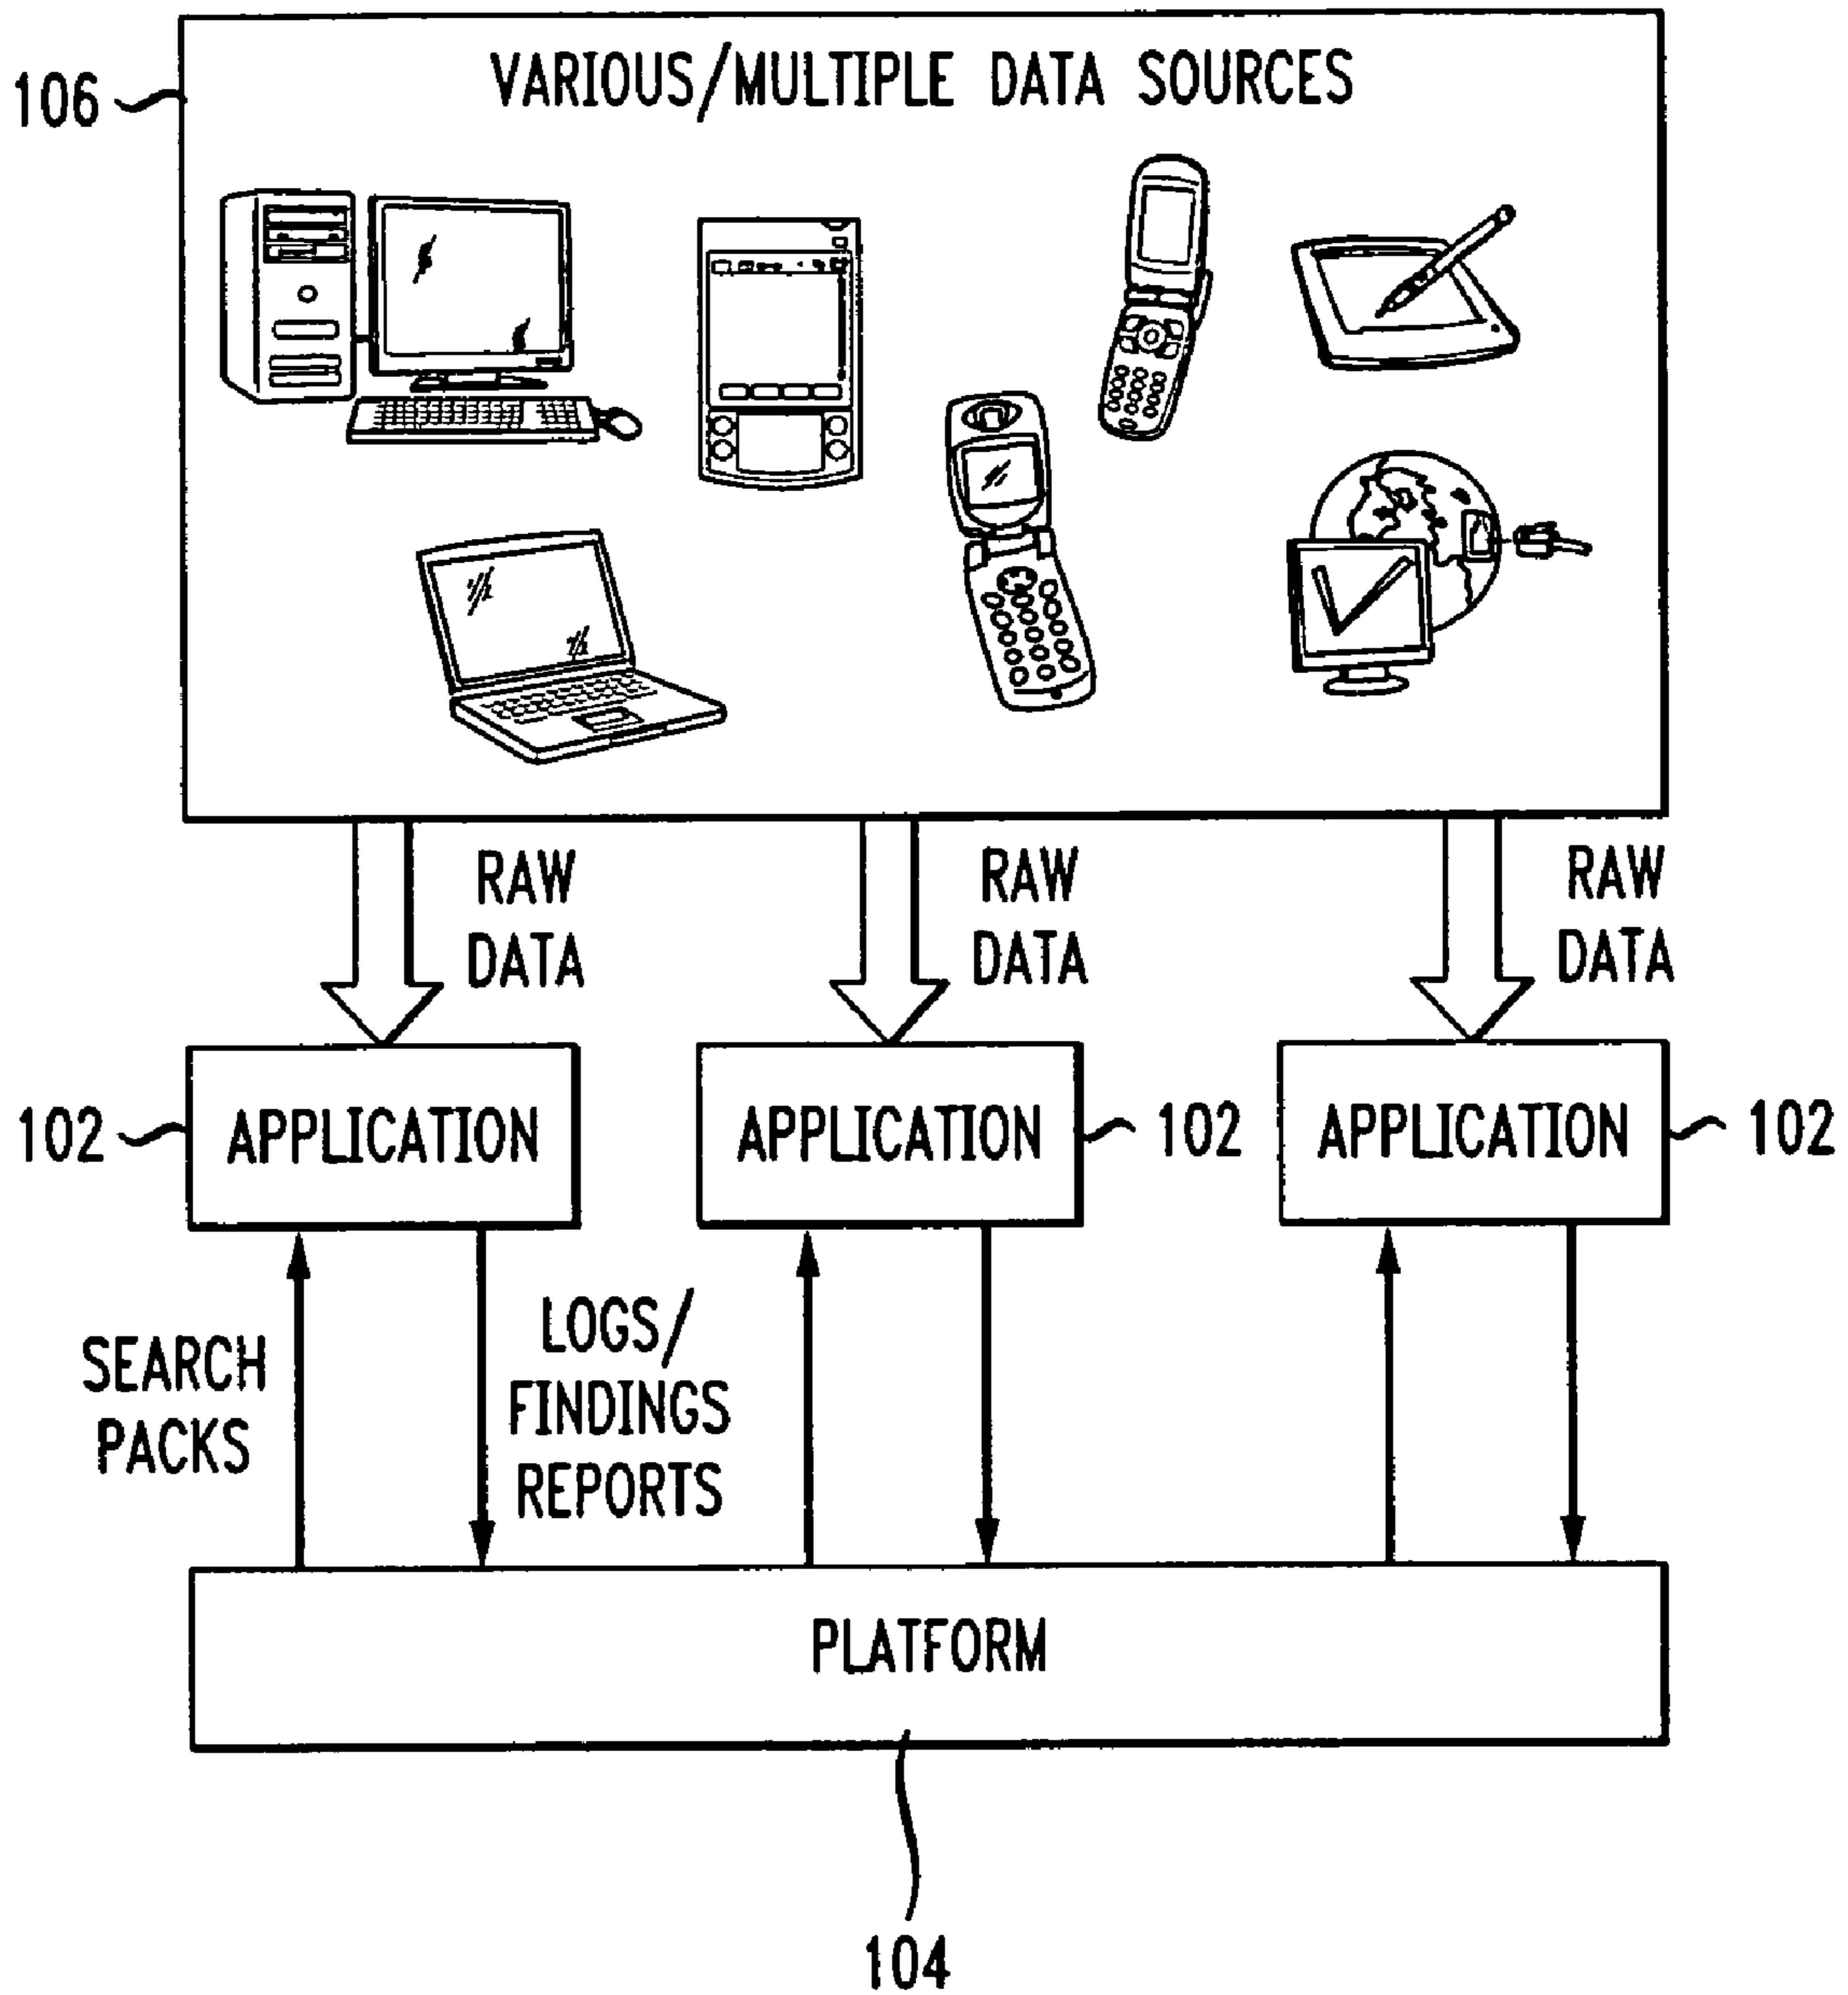 VARIOUS/MULTIPLE DATA SOURCES
106
RAW
DATA
RAW
DATA
RAW
DATA
102
APPLICATION
APPLICATION
102
APPLICATION
102
SEARCH
PACKS
LOGS/
FINDINGS
REPORTS
PLATFORM
104